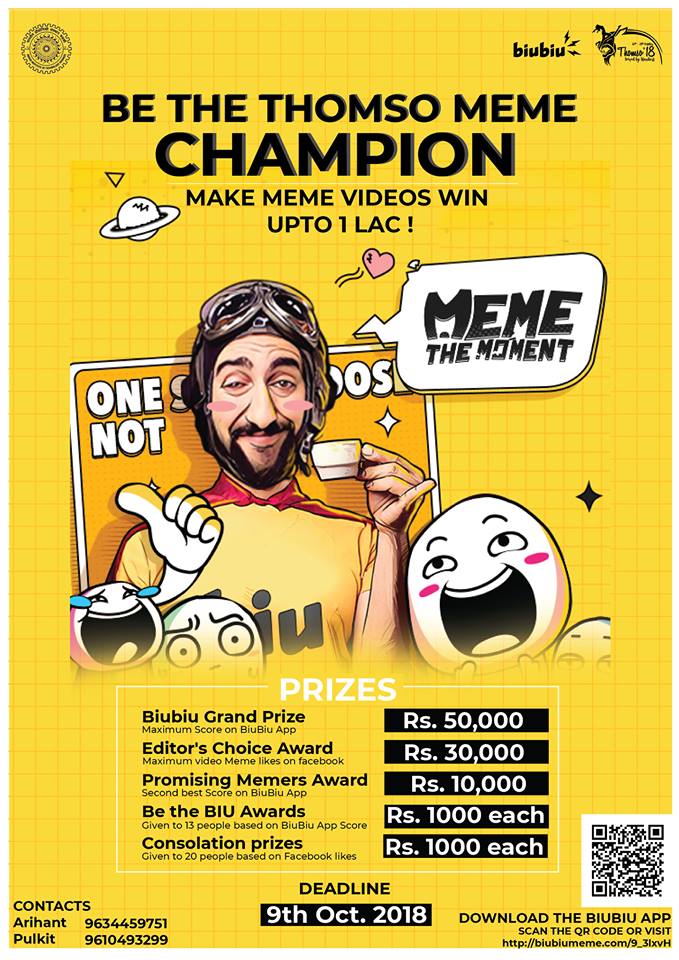 biubiu
Thomso'18
BE THE THOMSO MEME
CHAMPION
MAKE MEME VIDEOS WIN
UPTO 1 LAC !
MEME
THE MOMENT
ONE
NOT
biu
PRIZES
Biubiu Grand Prize
Maximum Score on BiuBiu App
Rs. 50,000
Editor's Choice Award
Maximum video Meme likes on facebook
Rs. 30,000
Promising Memers Award
Second best Score on BiuBiu App
Rs. 10,000
Be the BIU Awards
Given to 13 people based on BiuBiu App Score
Rs. 1000 each
Consolation prizes
Given to 20 people based on Facebook likes
Rs. 1000 each
DEADLINE
9th Oct. 2018
CONTACTS
Arihant 9634459751
Pulkit 9610493299
DOWNLOAD THE BIUBIU APP
SCAN THE QR CODE OR VISIT
http://biubiumeme.com/9_3lxvH